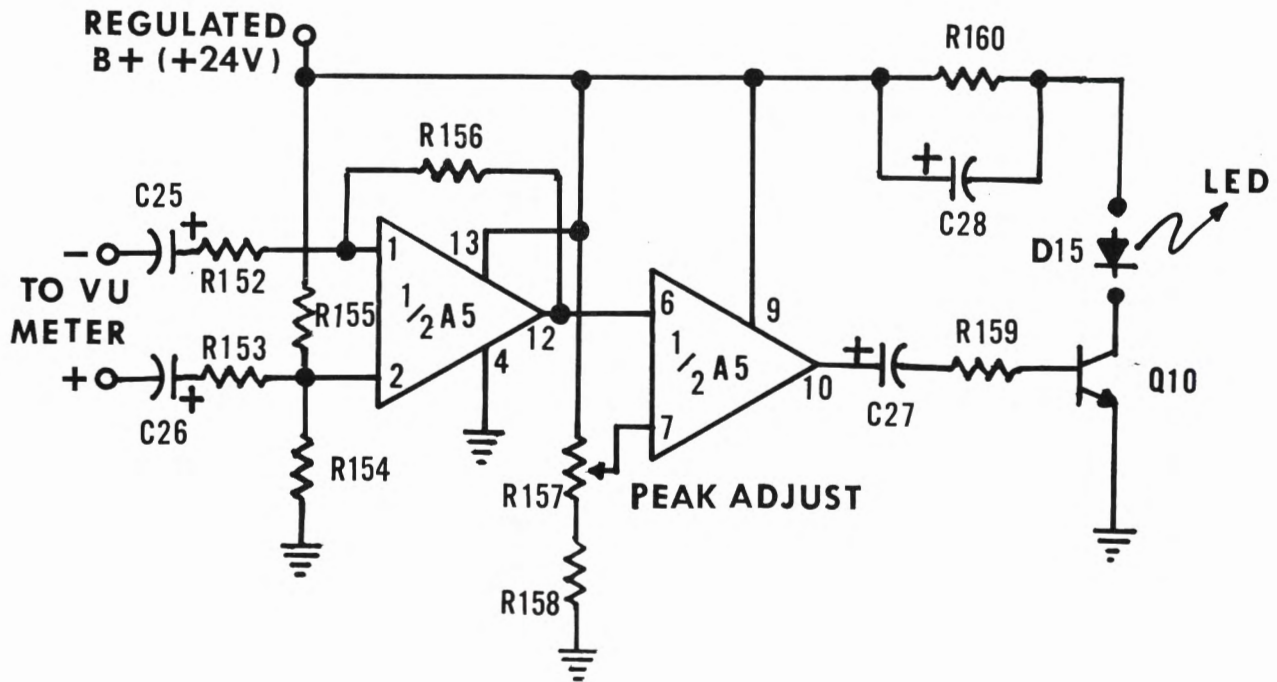 REGULATED
B+ (+24V)
R160
R156
+
C28
LED
C25
+
-
R152
1
13
D15
TO VU
METER
R155
1/2 A5
12
6
9
R153
+
4
1/2 A5
+
R159
2
10
Q10
+
C26
7
C27
R154
R157
PEAK ADJUST
R158